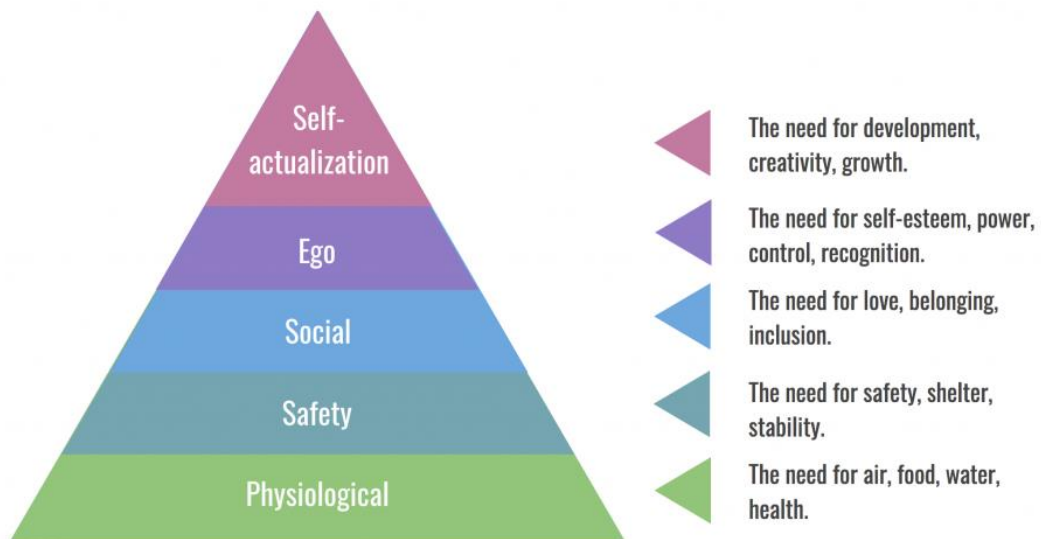 Self-
actualization
The need for development,
creativity, growth.
Ego
The need for self-esteem, power,
control, recognition.
Social
The need for love, belonging,
inclusion.
Safety
The need for safety, shelter,
stability.
Physiological
The need for air, food, water,
health.